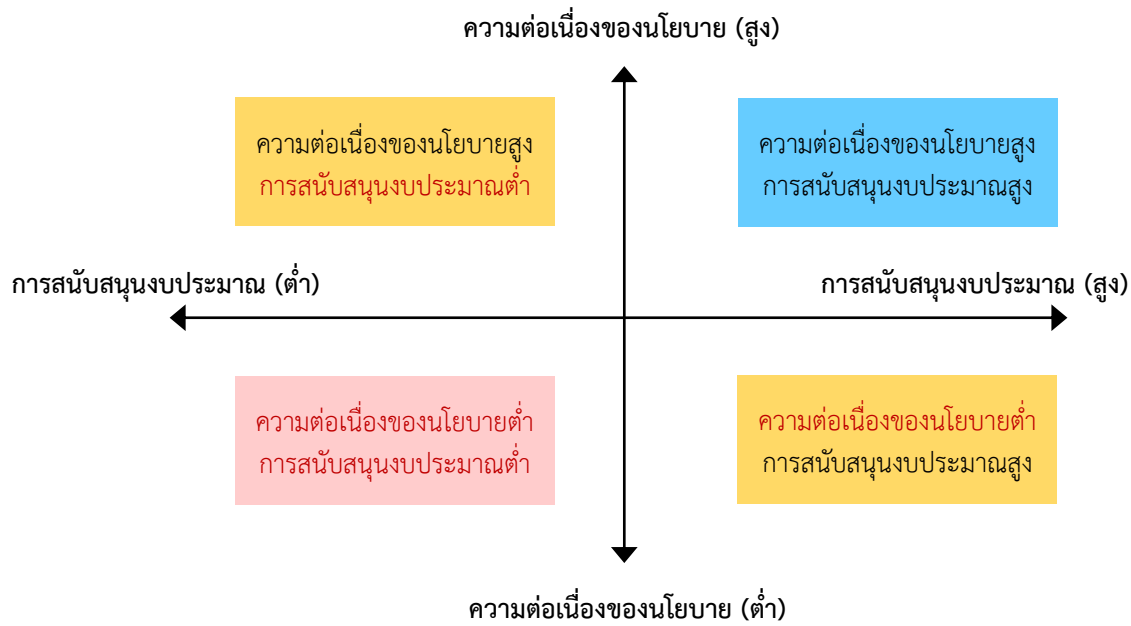 ความต่อเนื่องของนโยบาย (สูง)
ความต่อเนื่องของนโยบายสูง
การสนับสนุนงบประมาณต่ำ
ความต่อเนื่องของนโยบายสูง
การสนับสนุนงบประมาณสูง
การสนับสนุนงบประมาณ (ต่ำ)
การสนับสนุนงบประมาณ (สูง)
ความต่อเนื่องของนโยบายต่ำ
การสนับสนุนงบประมาณต่ำ
ความต่อเนื่องของนโยบายต่ำ
การสนับสนุนงบประมาณสูง
ความต่อเนื่องของนโยบาย (ต่ำ)